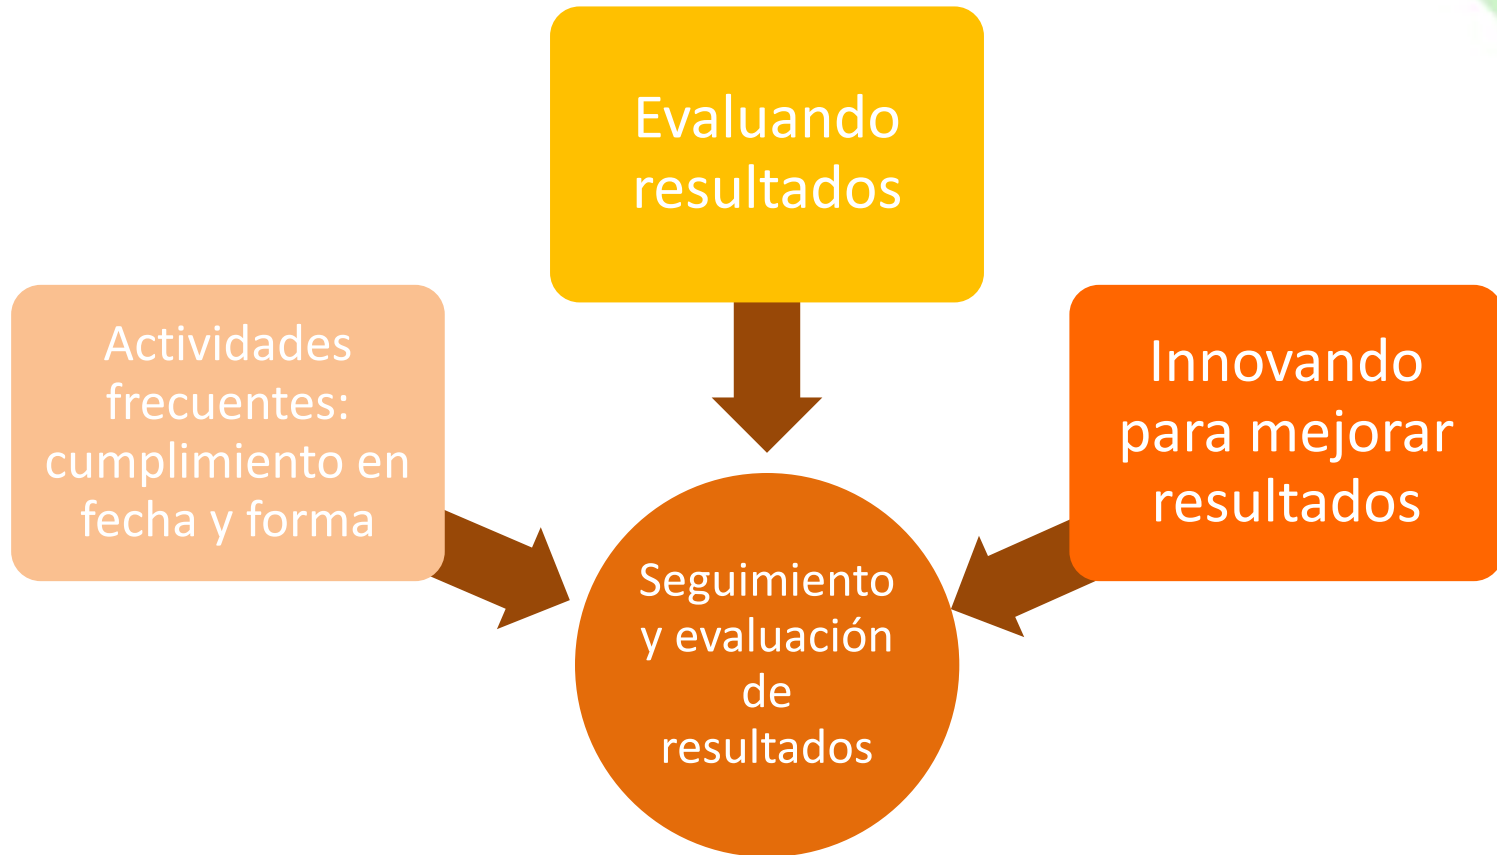 Evaluando
resultados
Actividades
frecuentes:
cumplimiento en
fecha y forma
Innovando
para mejorar
resultados
Seguimiento
y evaluación
de
resultados